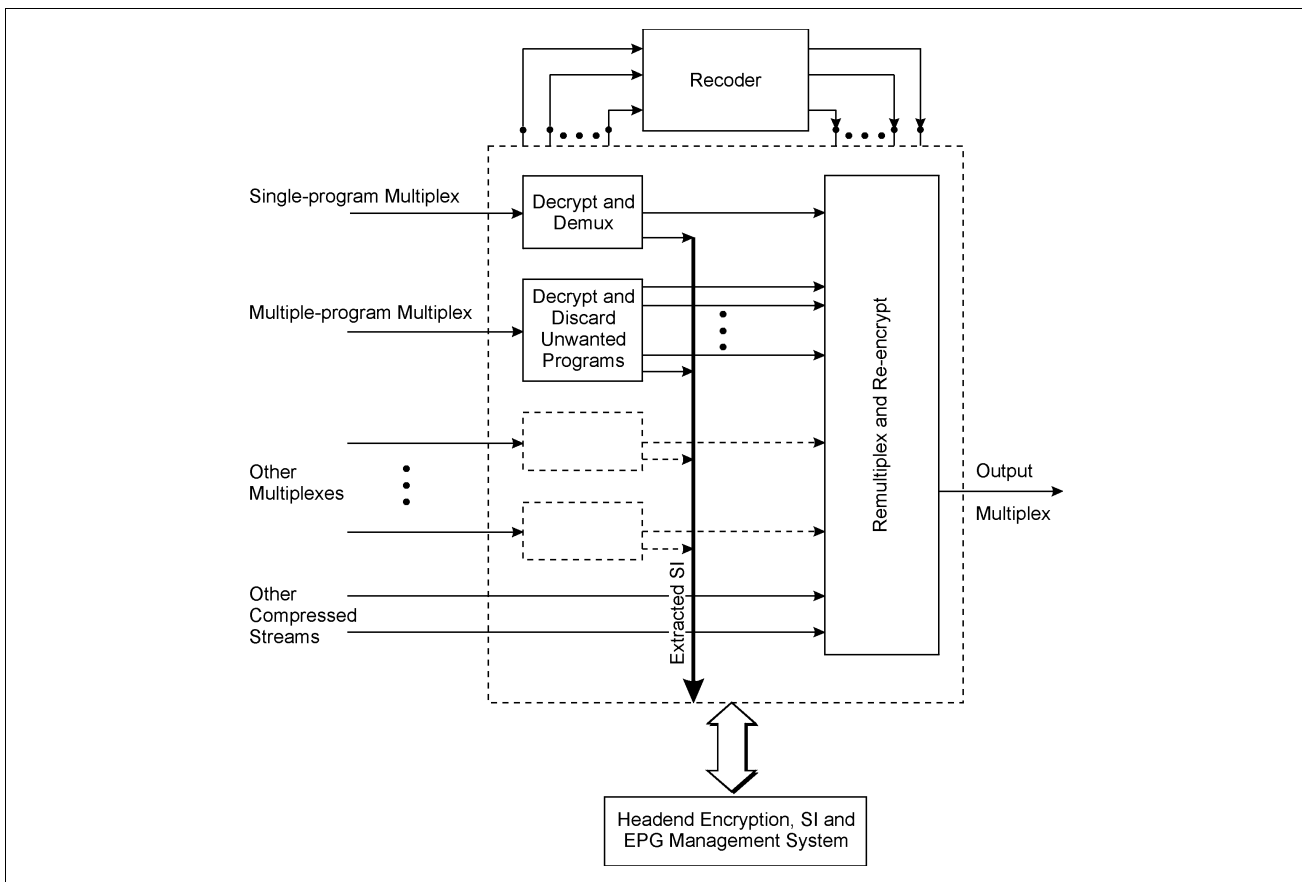 Recoder
Single-program Multiplex
Decrypt and
Demux
Multiple-program Multiplex
Decrypt and
Discard
Unwanted
Programs
Other
Multiplexes
Other
Compressed
Streams
Extracted SI
Remultiplex and Re-encrypt
Output
Multiplex
Headend Encryption, SI and
EPG Management System